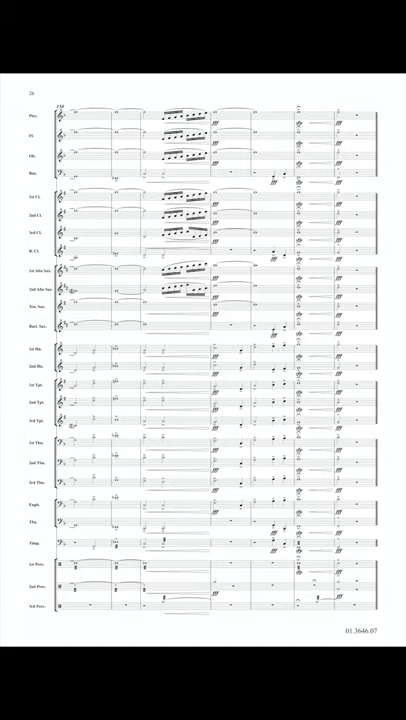 26
150
Picc.
Fl.
Ob.
Bsn.
1st Cl.
2nd Cl.
3rd Cl.
B. Cl.
1st Alto Sax.
2nd Alto Sax.
Ten. Sax.
Bari. Sax.
1st Hn.
2nd Hn.
1st Tpt.
2nd Tpt.
3rd Tpt.
1st Tbn.
2nd Tbn.
3rd Tbn.
Euph.
Tba.
Timp.
1st Perc.
2nd Perc.
3rd Perc.
01.3646.07